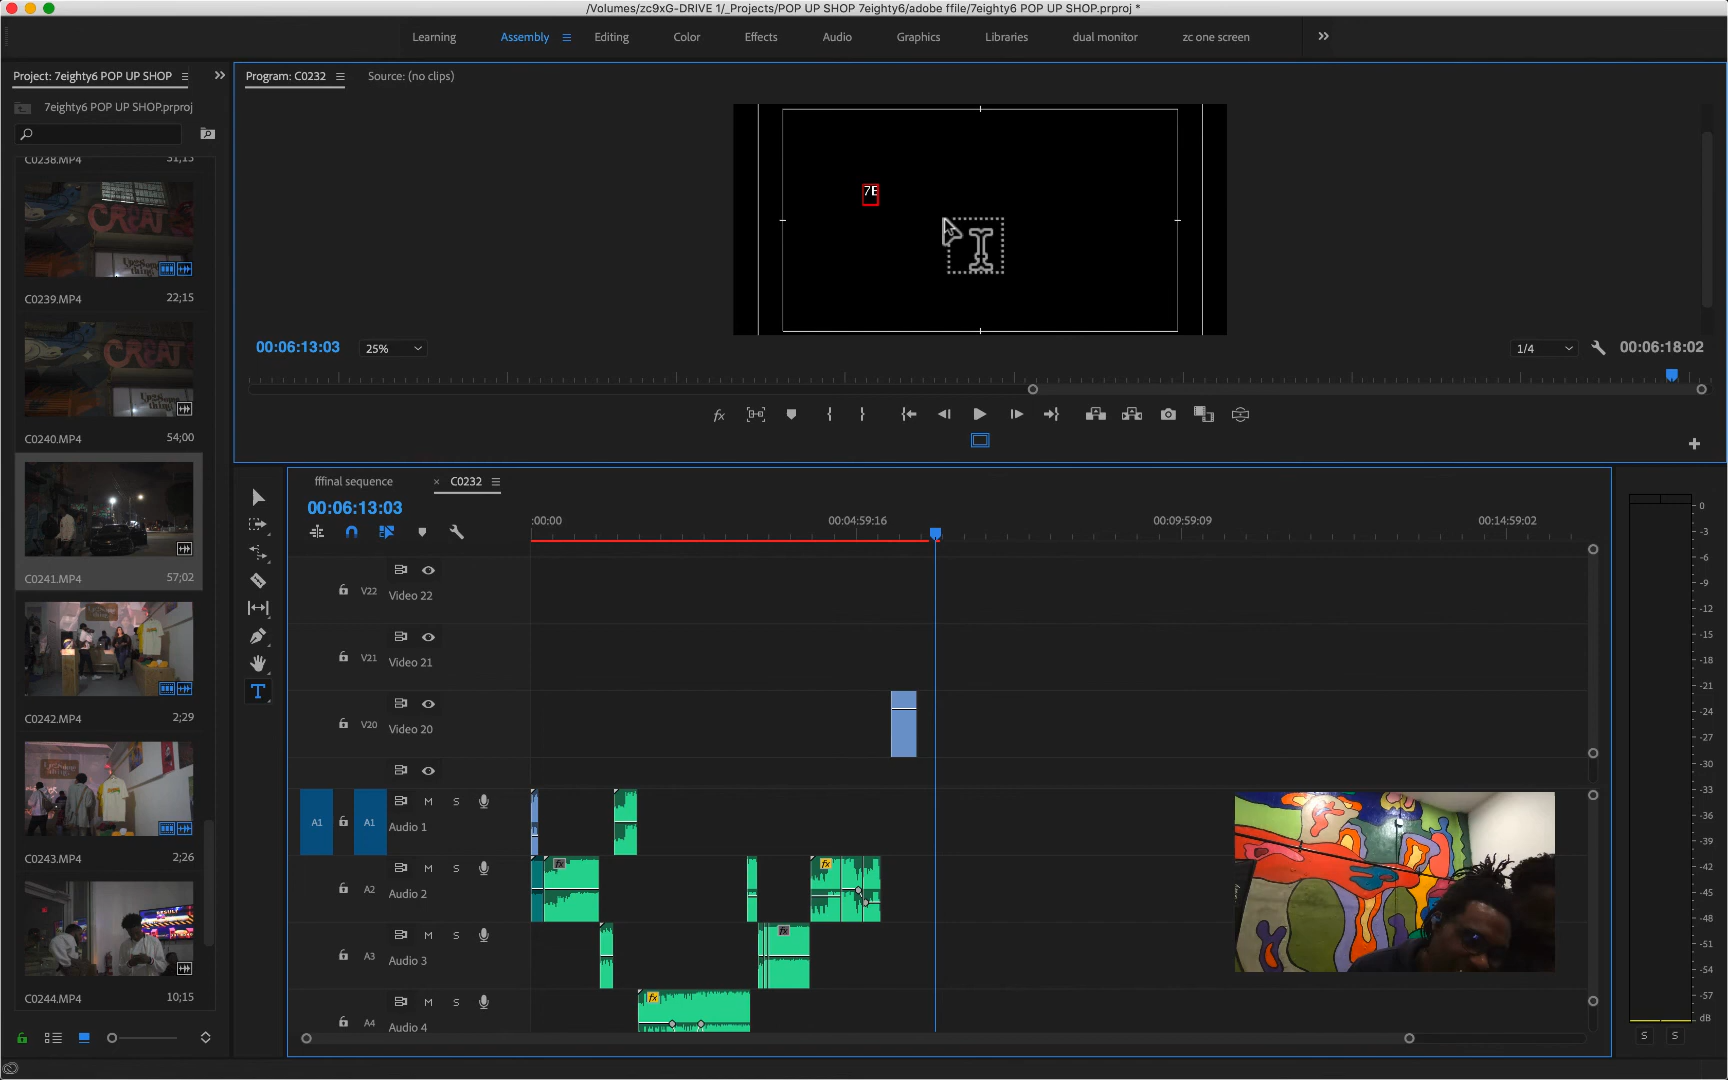 /Volumes/zc9xG-DRIVE 1/_Projects/POP UP SHOP 7eighty6/adobe ffile/7eighty6 POP UP SHOP.prproj *
Learning Assembly Editing Color Effects Audio Graphics Libraries dual monitor zc one screen
Project: 7eighty6 POP UP SHOP
Program: C0232
Source: (no clips)
7eighty6 POP UP SHOP.prproj
C0238.MP4 31;15
C0239.MP4 22;15
C0240.MP4 54;00
C0241.MP4 57;02
C0242.MP4 2;29
C0243.MP4 2;26
C0244.MP4 10;15
7E
00:06:13:03
25%
1/4
00:06:18:02
fx
fffinal sequence
× C0232
00:06:13:03
:00:00 00:04:59:16 00:09:59:09 00:14:59:02
V22 Video 22
V21 Video 21
V20 Video 20
A1 A1 M S Audio 1
A2 M S Audio 2
A3 M S Audio 3
A4 M S Audio 4
fx
fx
fx
fx
T
0
-3
-6
-9
-12
-15
-18
-21
-24
-27
-30
-33
-36
-39
-42
-45
-48
-51
-54
-57
dB
S S